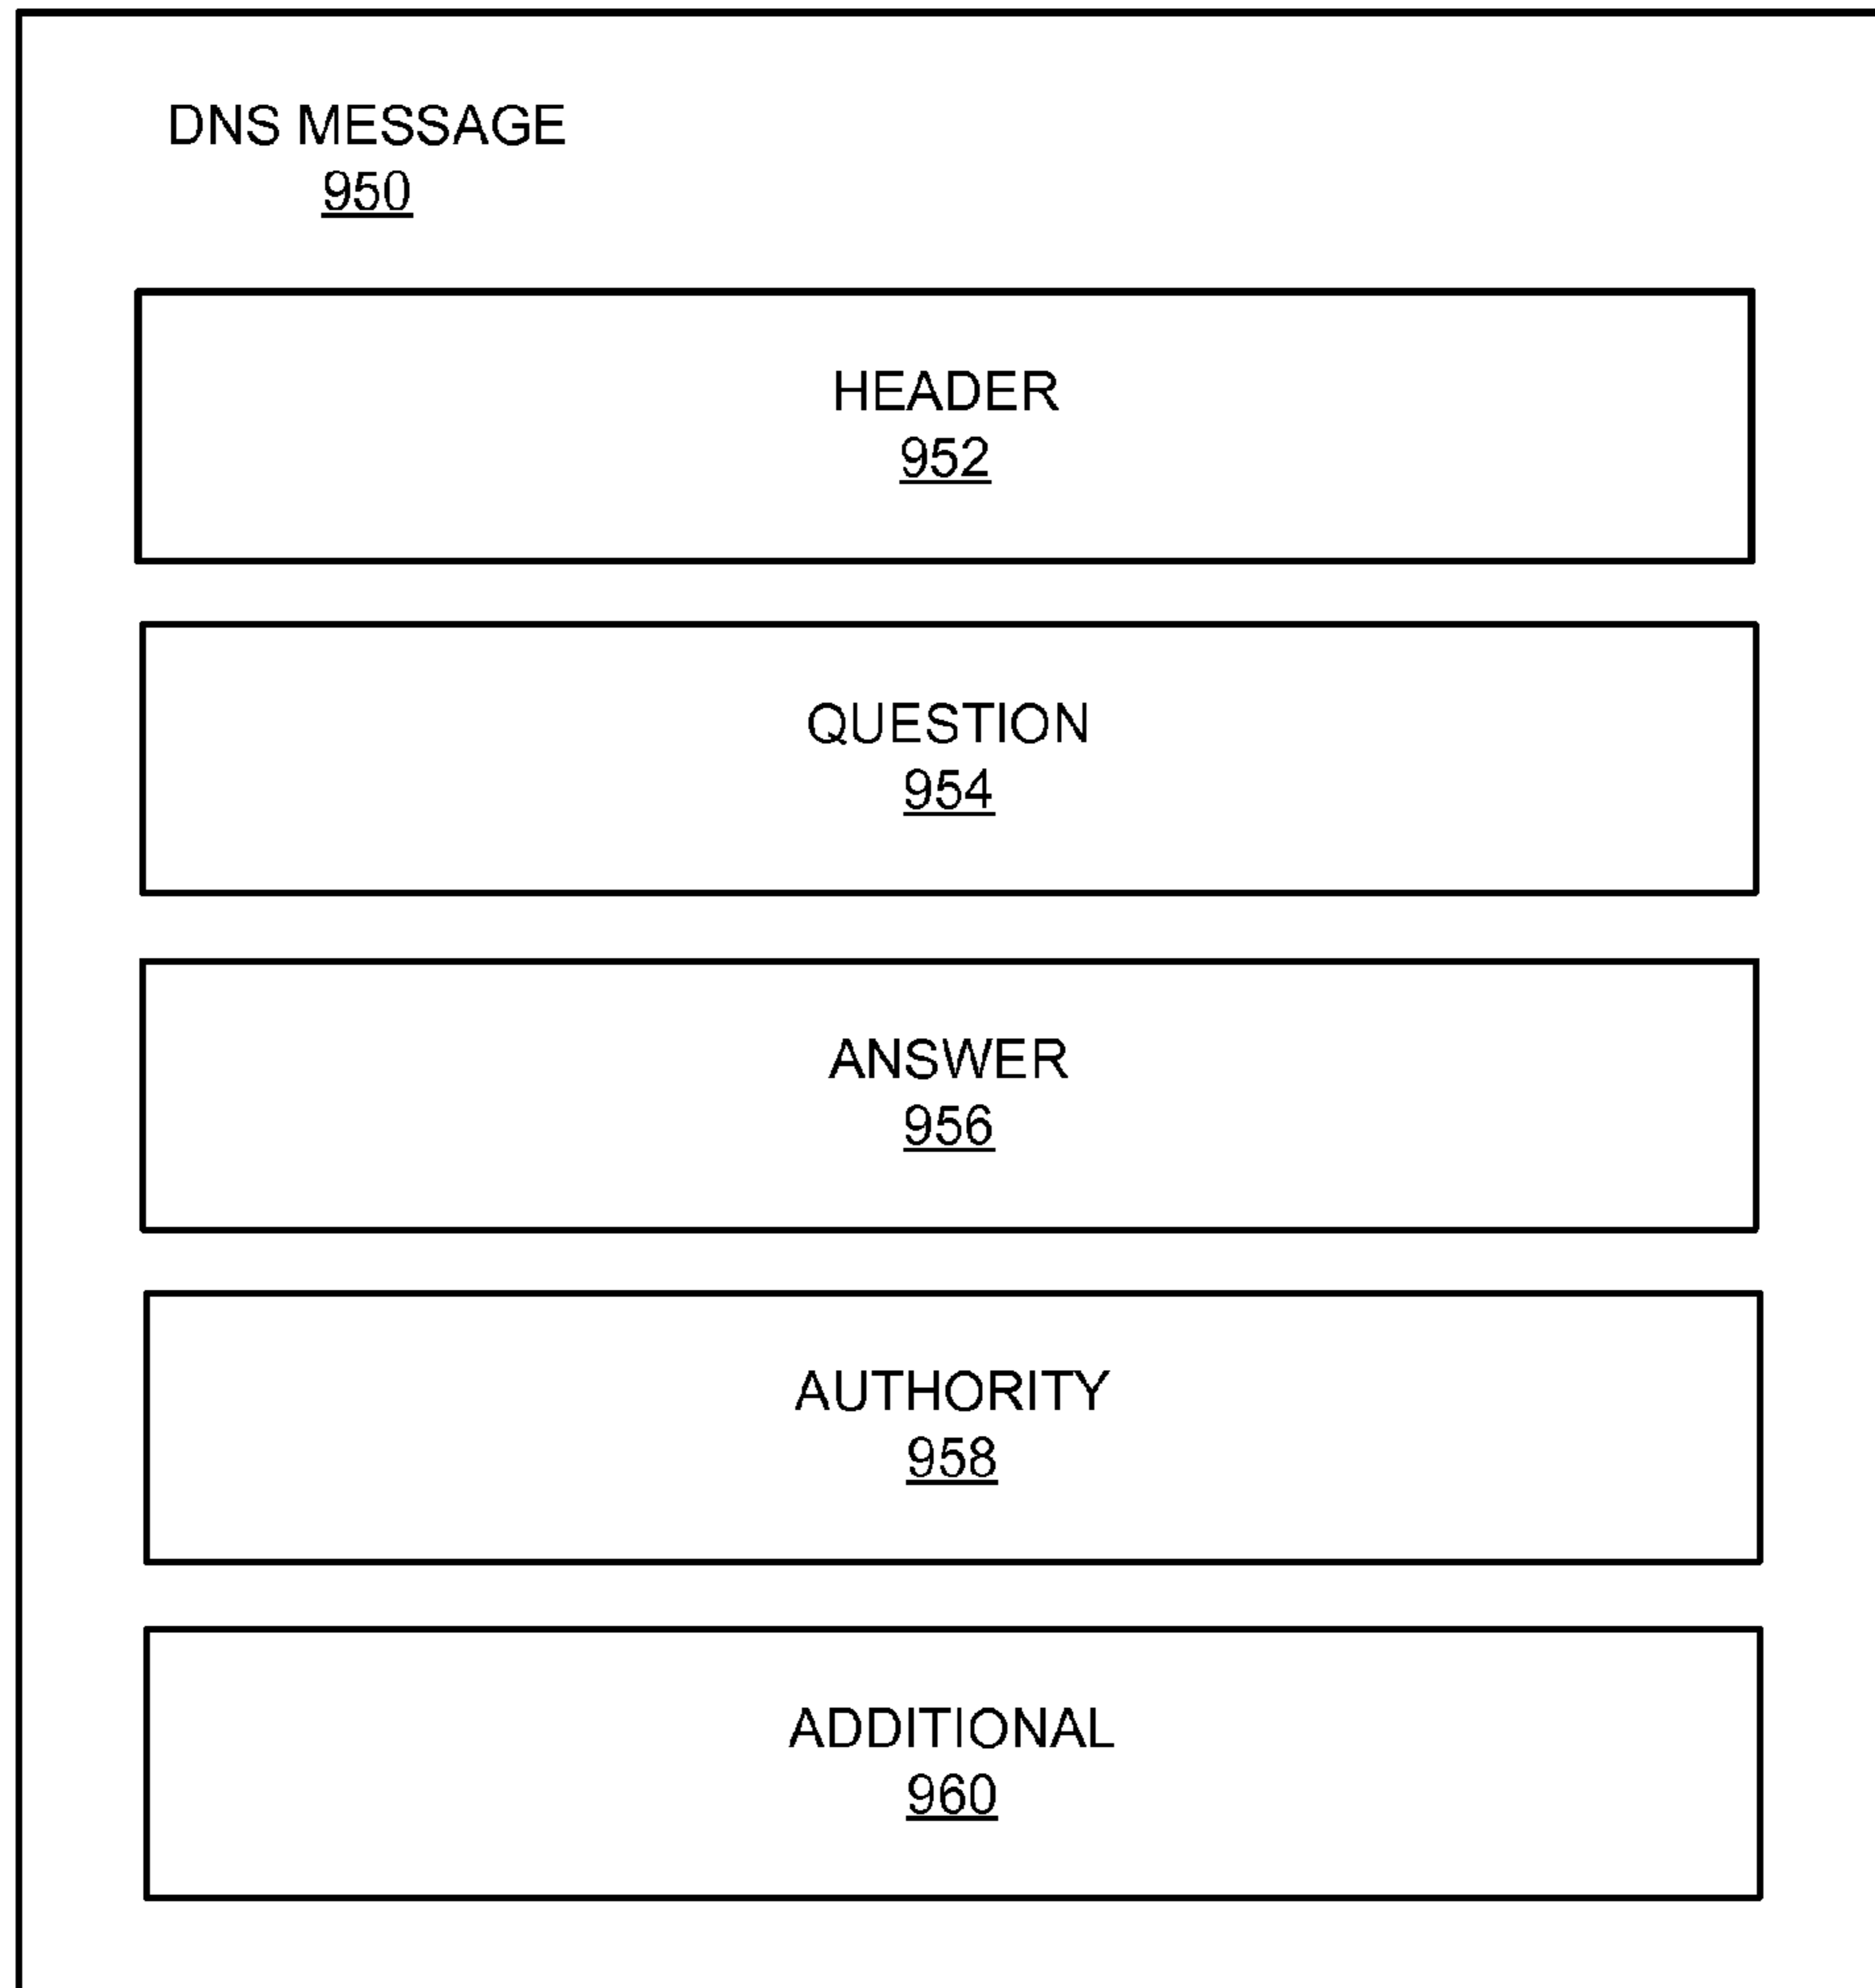 DNS MESSAGE
950
HEADER
952
QUESTION
954
ANSWER
956
AUTHORITY
958
ADDITIONAL
960